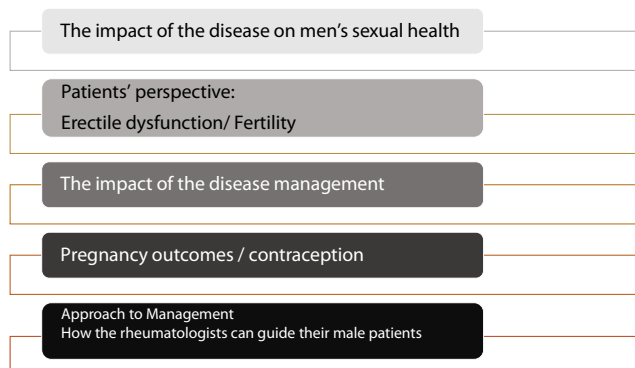 The impact of the disease on men’s sexual health
Patients’ perspective:
Erectile dysfunction/ Fertility
The impact of the disease management
Pregnancy outcomes / contraception
Approach to Management
How the rheumatologists can guide their male patients